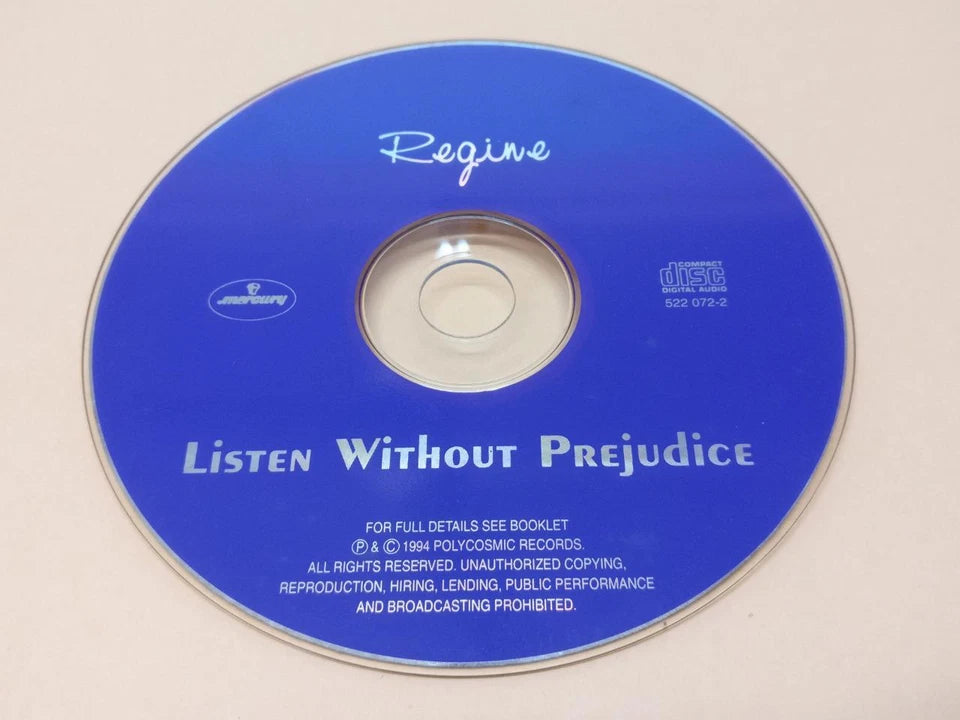 Regine
mercury
COMPACT
disc
DIGITAL AUDIO
522 072-2
Listen Without Prejudice
FOR FULL DETAILS SEE BOOKLET
Ⓟ & © 1994 POLYCOSMIC RECORDS.
ALL RIGHTS RESERVED. UNAUTHORIZED COPYING,
REPRODUCTION, HIRING, LENDING, PUBLIC PERFORMANCE
AND BROADCASTING PROHIBITED.